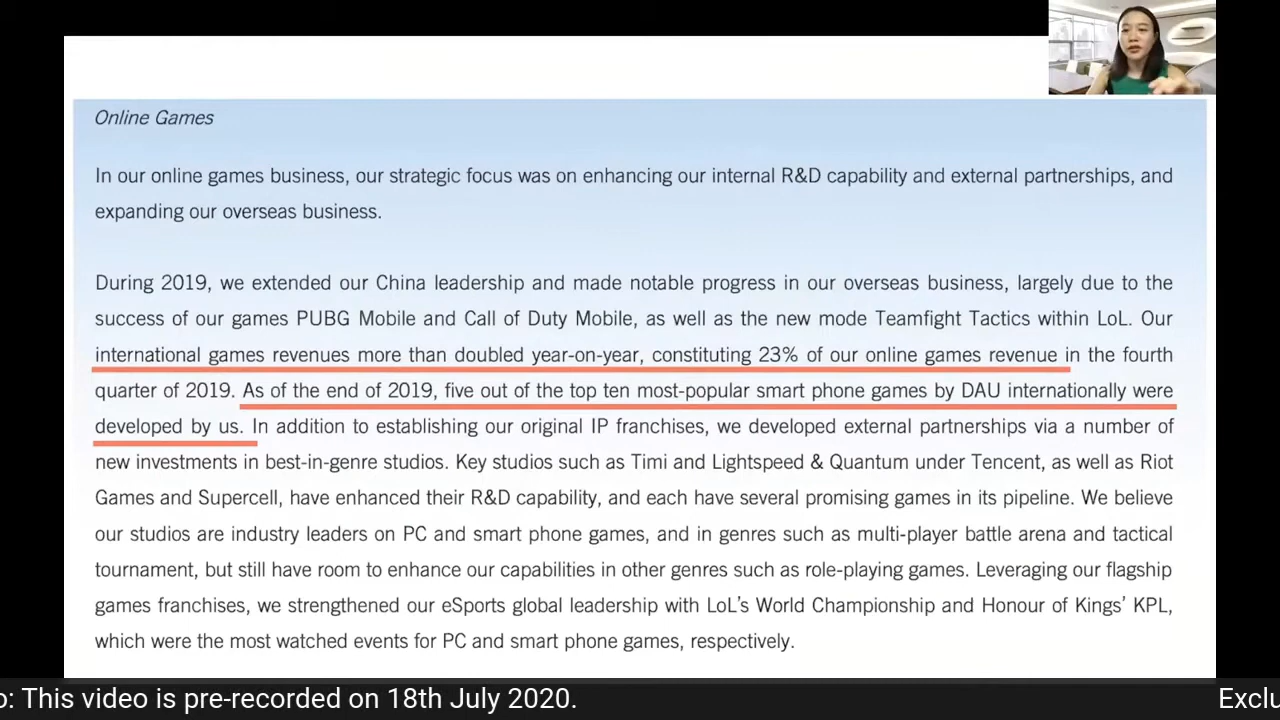 Online Games
In our online games business, our strategic focus was on enhancing our internal R&D capability and external partnerships, and
expanding our overseas business.
During 2019, we extended our China leadership and made notable progress in our overseas business, largely due to the
success of our games PUBG Mobile and Call of Duty Mobile, as well as the new mode Teamfight Tactics within LoL. Our
international games revenues more than doubled year-on-year, constituting 23% of our online games revenue in the fourth
quarter of 2019. As of the end of 2019, five out of the top ten most-popular smart phone games by DAU internationally were
developed by us. In addition to establishing our original IP franchises, we developed external partnerships via a number of
new investments in best-in-genre studios. Key studios such as Timi and Lightspeed & Quantum under Tencent, as well as Riot
Games and Supercell, have enhanced their R&D capability, and each have several promising games in its pipeline. We believe
our studios are industry leaders on PC and smart phone games, and in genres such as multi-player battle arena and tactical
tournament, but still have room to enhance our capabilities in other genres such as role-playing games. Leveraging our flagship
games franchises, we strengthened our eSports global leadership with LoL's World Championship and Honour of Kings' KPL,
which were the most watched events for PC and smart phone games, respectively.
o: This video is pre-recorded on 18th July 2020. Exclu